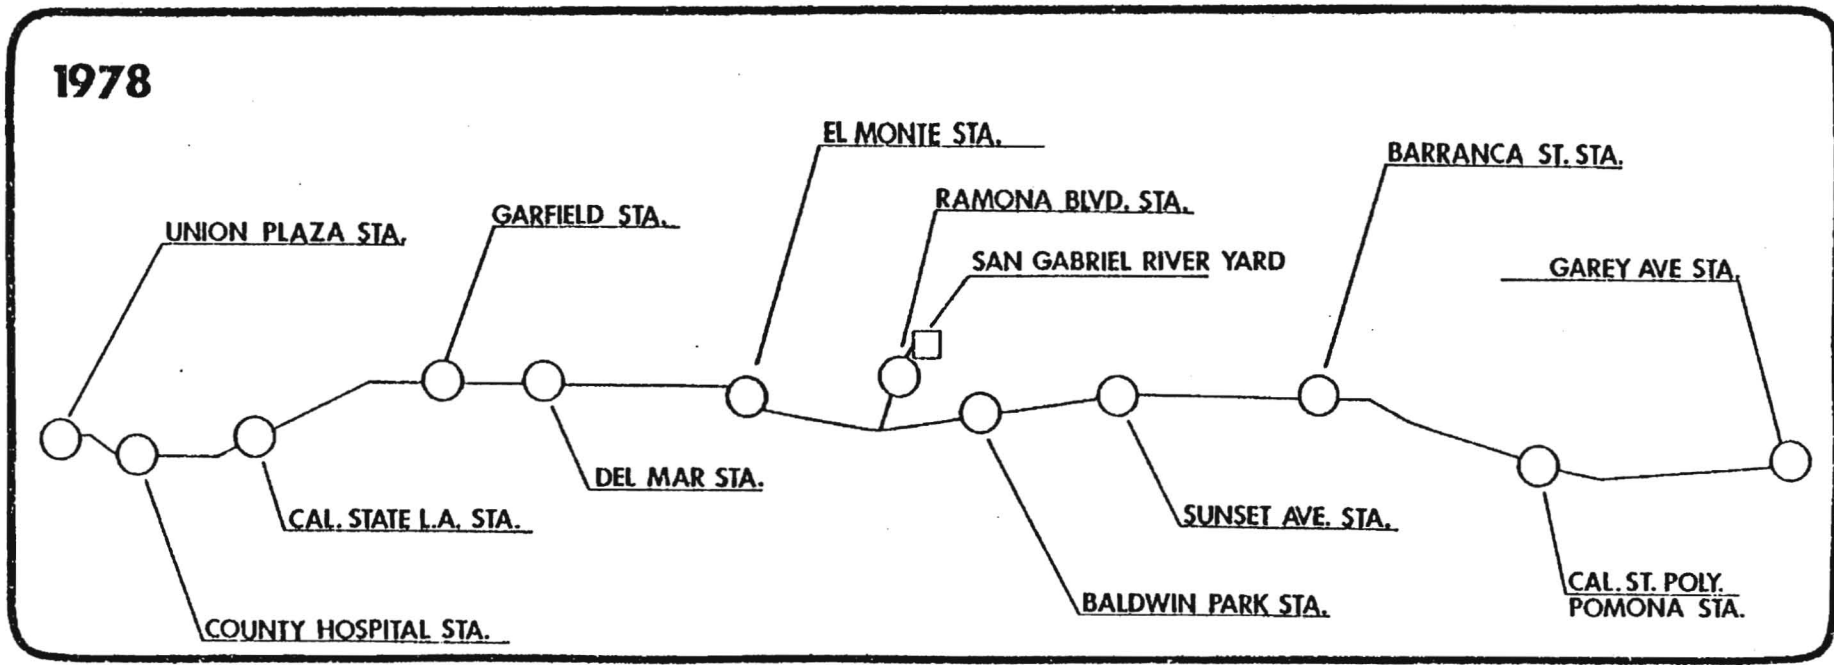 1978
EL MONTE STA.
BARRANCA ST. STA.
RAMONA BLVD. STA.
GARFIELD STA.
UNION PLAZA STA.
SAN GABRIEL RIVER YARD
GAREY AVE STA.
DEL MAR STA.
CAL. STATE L.A. STA.
SUNSET AVE. STA.
CAL. ST. POLY.
POMONA STA.
BALDWIN PARK STA.
COUNTY HOSPITAL STA.